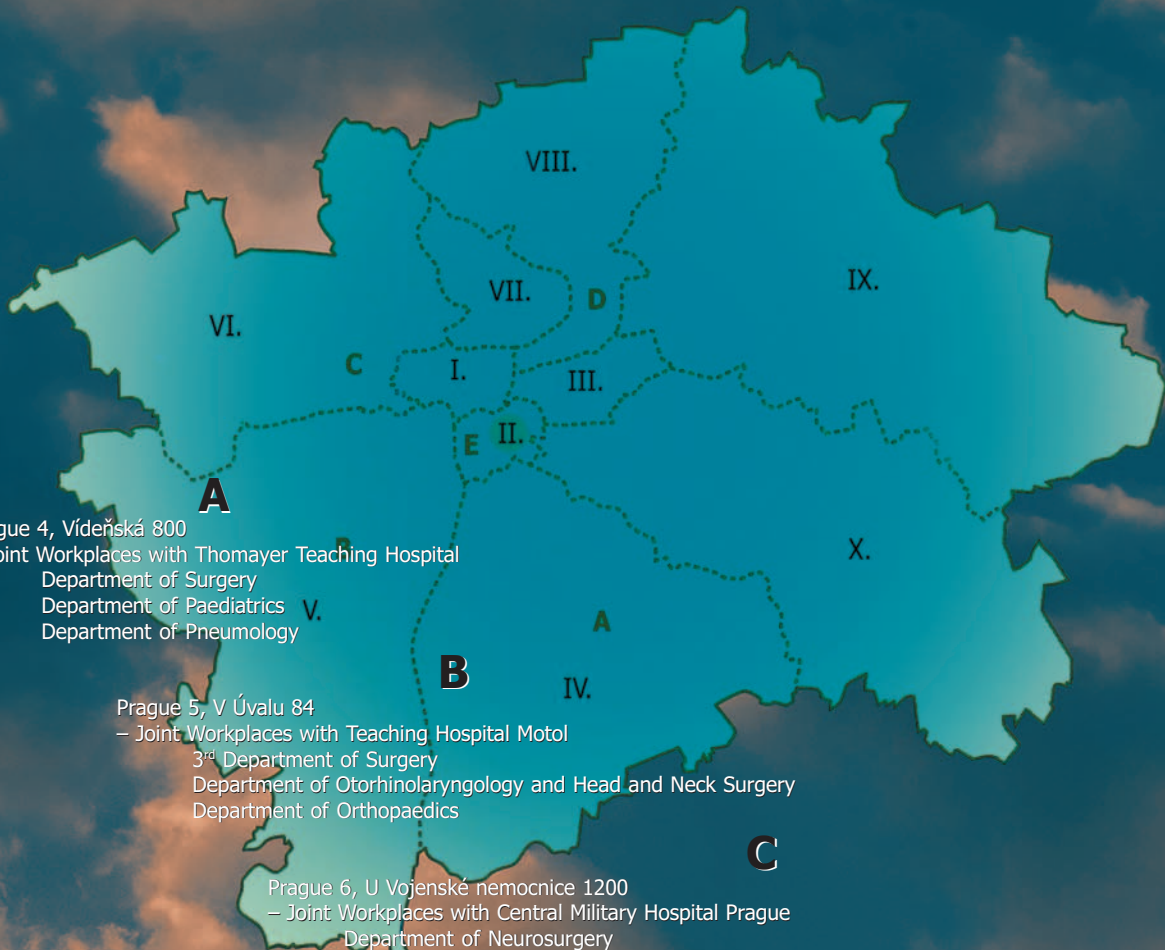 VIII.
IX.
VII.
D
VI.
C
I.
III.
II.
E
A
gue 4, Vídeňská 800
oint Workplaces with Thomayer Teaching Hospital
Department of Surgery
Department of Paediatrics
Department of Pneumology
B
V.
X.
A
B
IV.
Prague 5, V Úvalu 84
– Joint Workplaces with Teaching Hospital Motol
3rd Department of Surgery
Department of Otorhinolaryngology and Head and Neck Surgery
Department of Orthopaedics
C
Prague 6, U Vojenské nemocnice 1200
– Joint Workplaces with Central Military Hospital Prague
Department of Neurosurgery